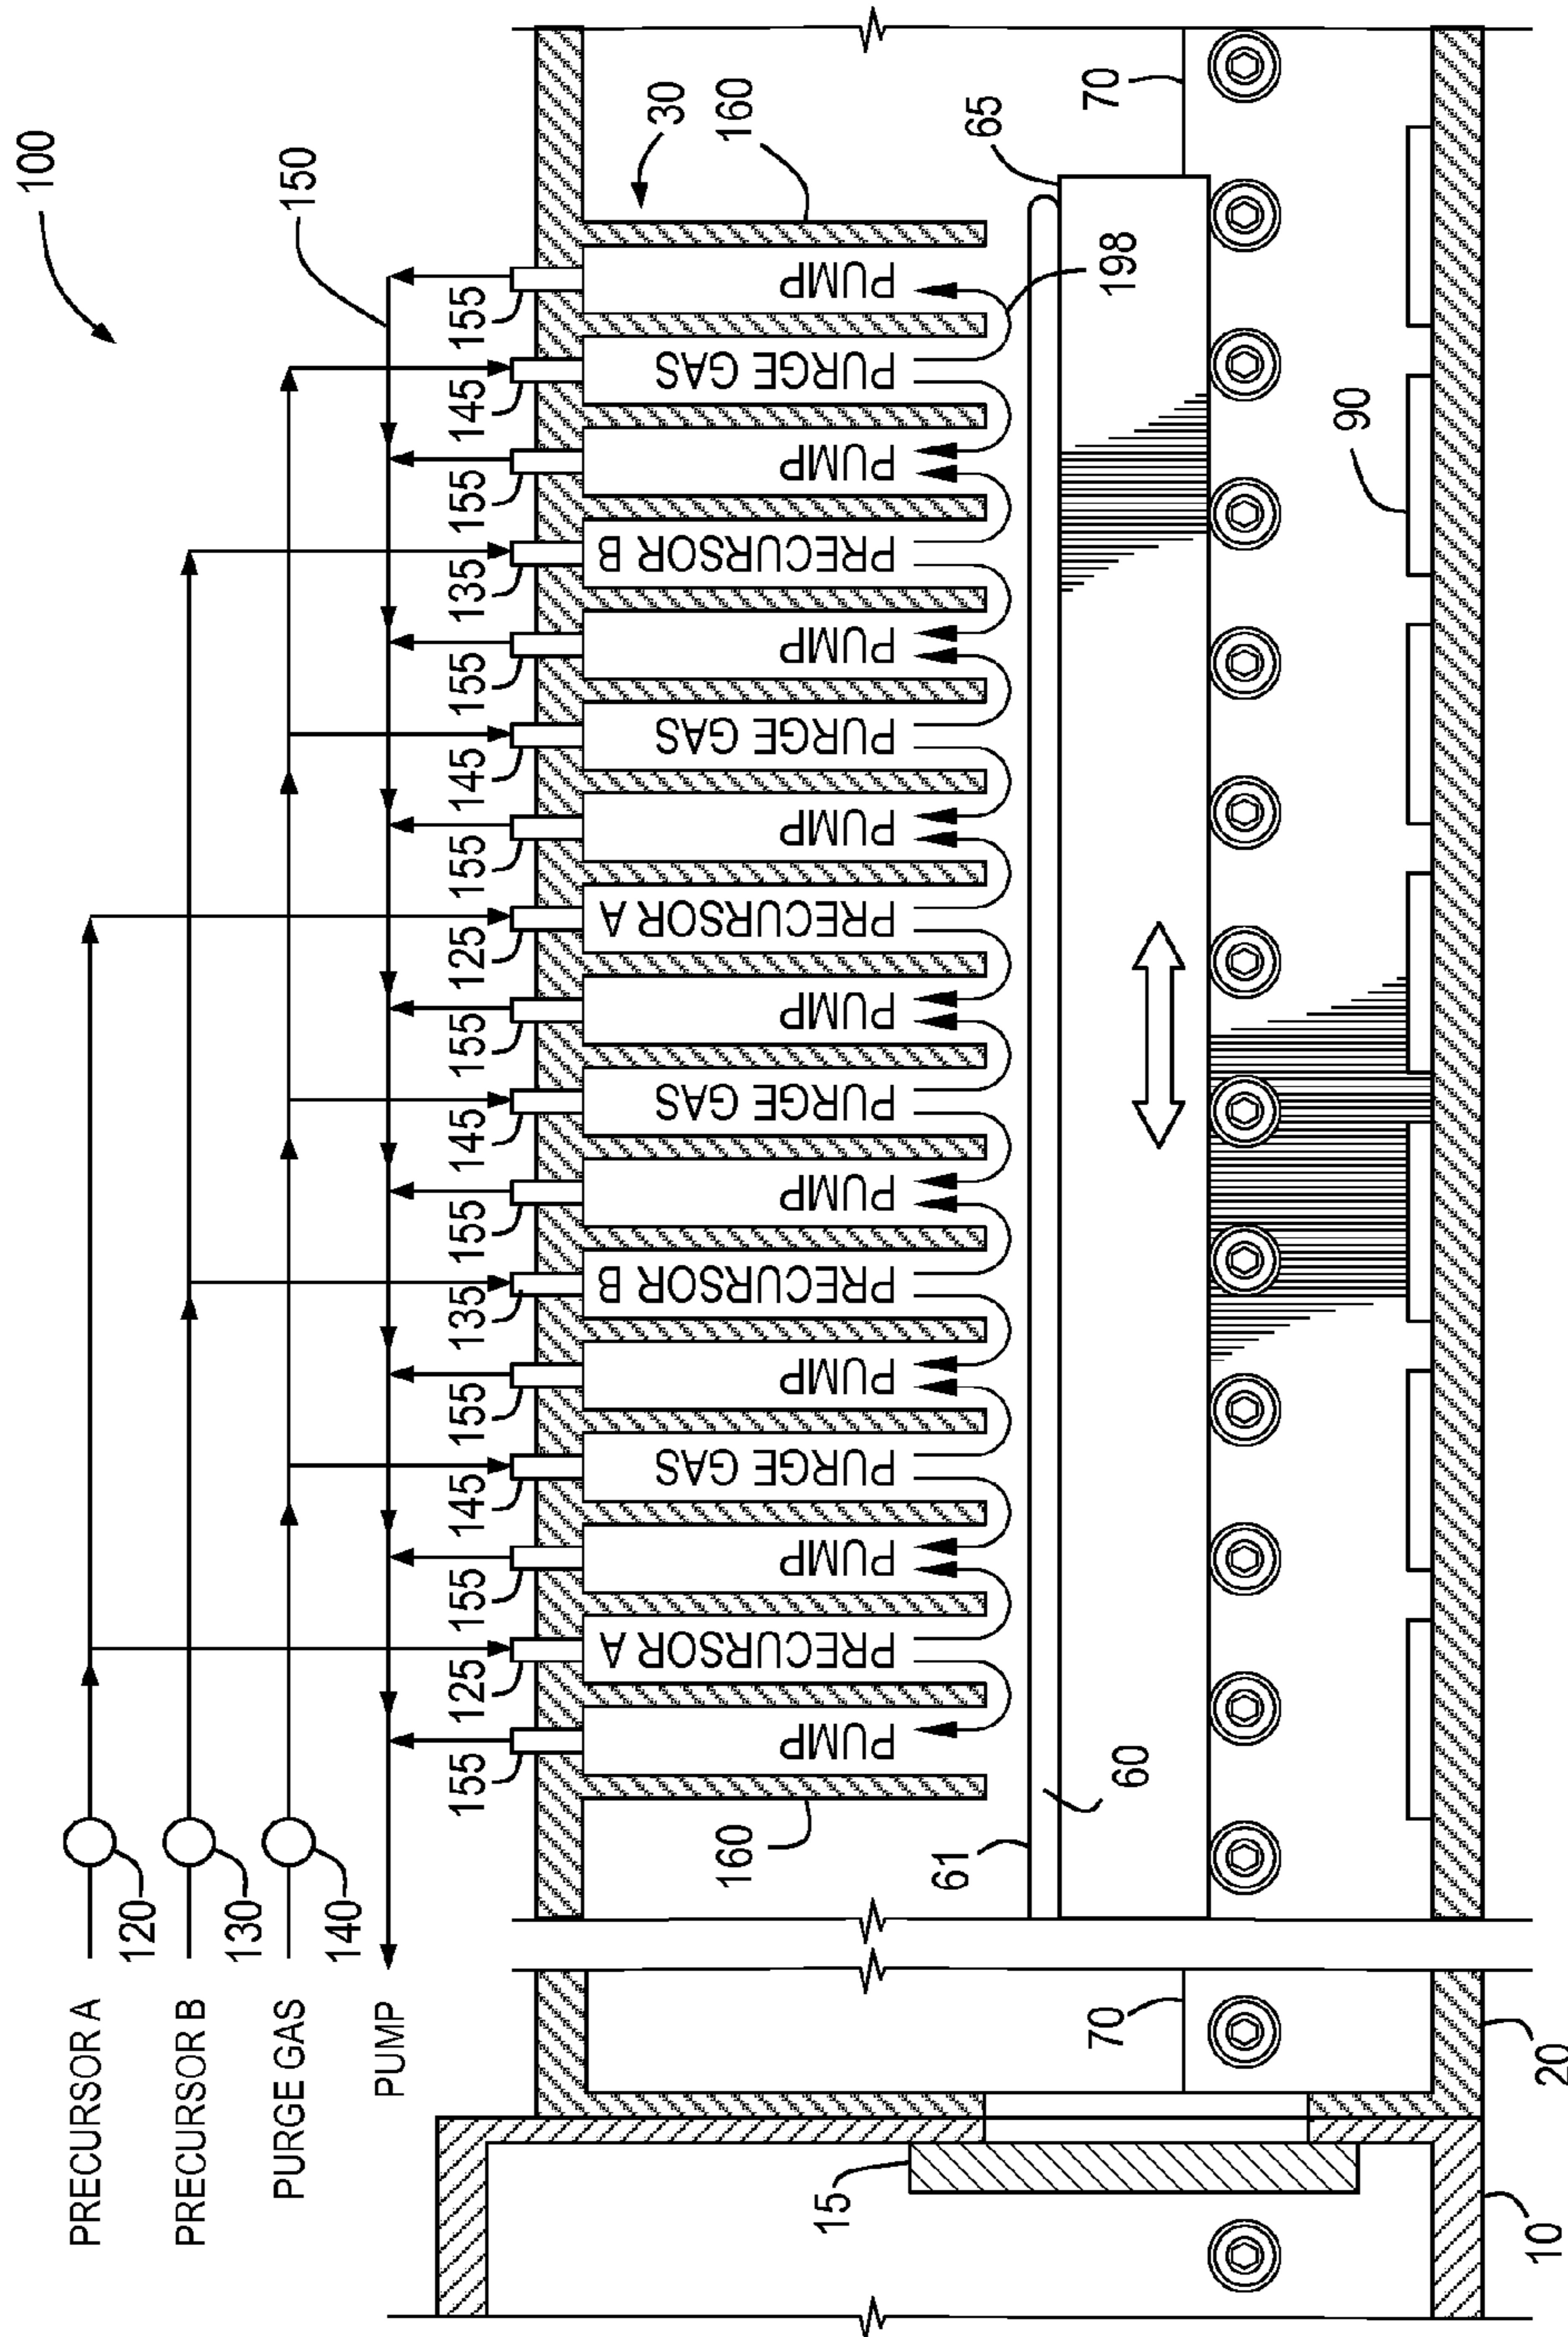 100
PRECURSOR A
120
PRECURSOR B
130
PURGE GAS
140
150
PUMP
155
125
155
145
155
135
155
145
155
125
155
145
155
135
155
145
155
PUMP
PRECURSOR A
PUMP
PURGE GAS
PUMP
PRECURSOR B
PUMP
PURGE GAS
PUMP
PRECURSOR A
PUMP
PURGE GAS
PUMP
PRECURSOR B
PUMP
PURGE GAS
PUMP
30
160
160
15
61
65
60
198
70
70
90
10
20